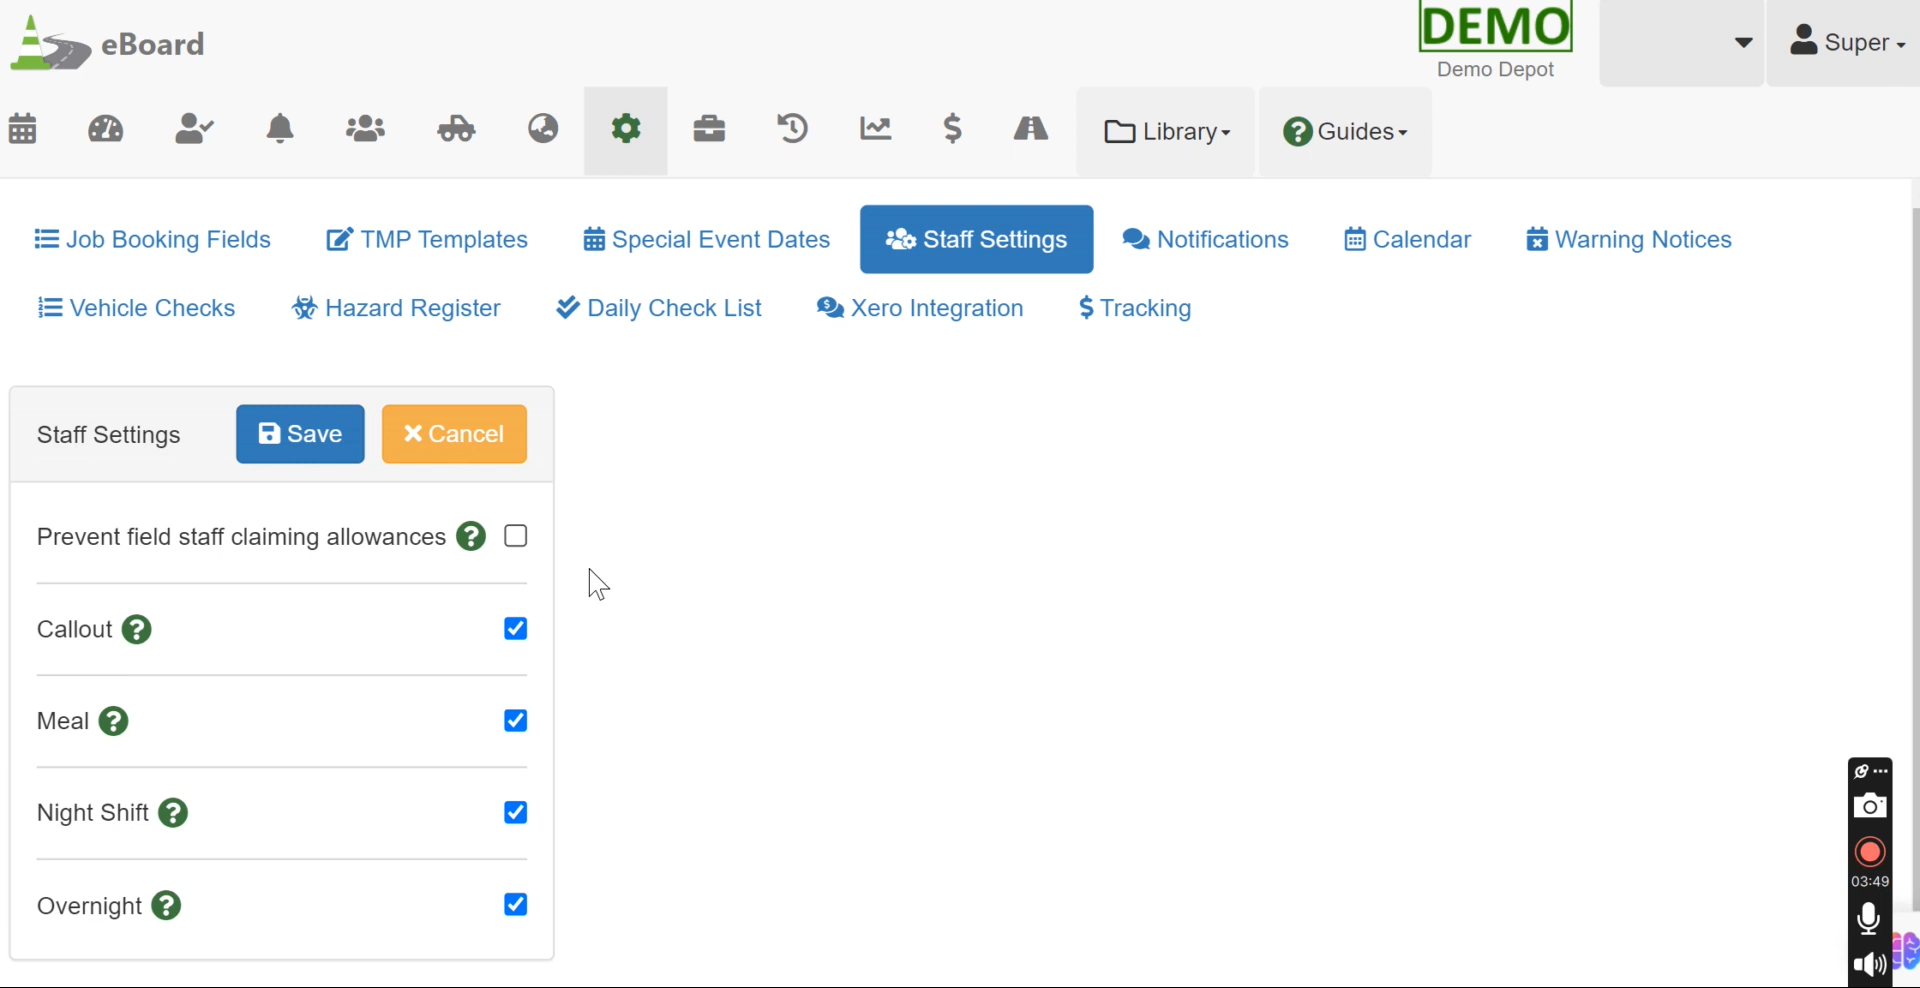 eBoard
DEMO
Demo Depot
Super
Library
Guides
Job Booking Fields
TMP Templates
Special Event Dates
Staff Settings
Notifications
Calendar
Warning Notices
Vehicle Checks
Hazard Register
Daily Check List
Xero Integration
$ Tracking
Staff Settings
Save
Cancel
Prevent field staff claiming allowances ?
Callout ?
Meal ?
Night Shift ?
Overnight ?
03:49